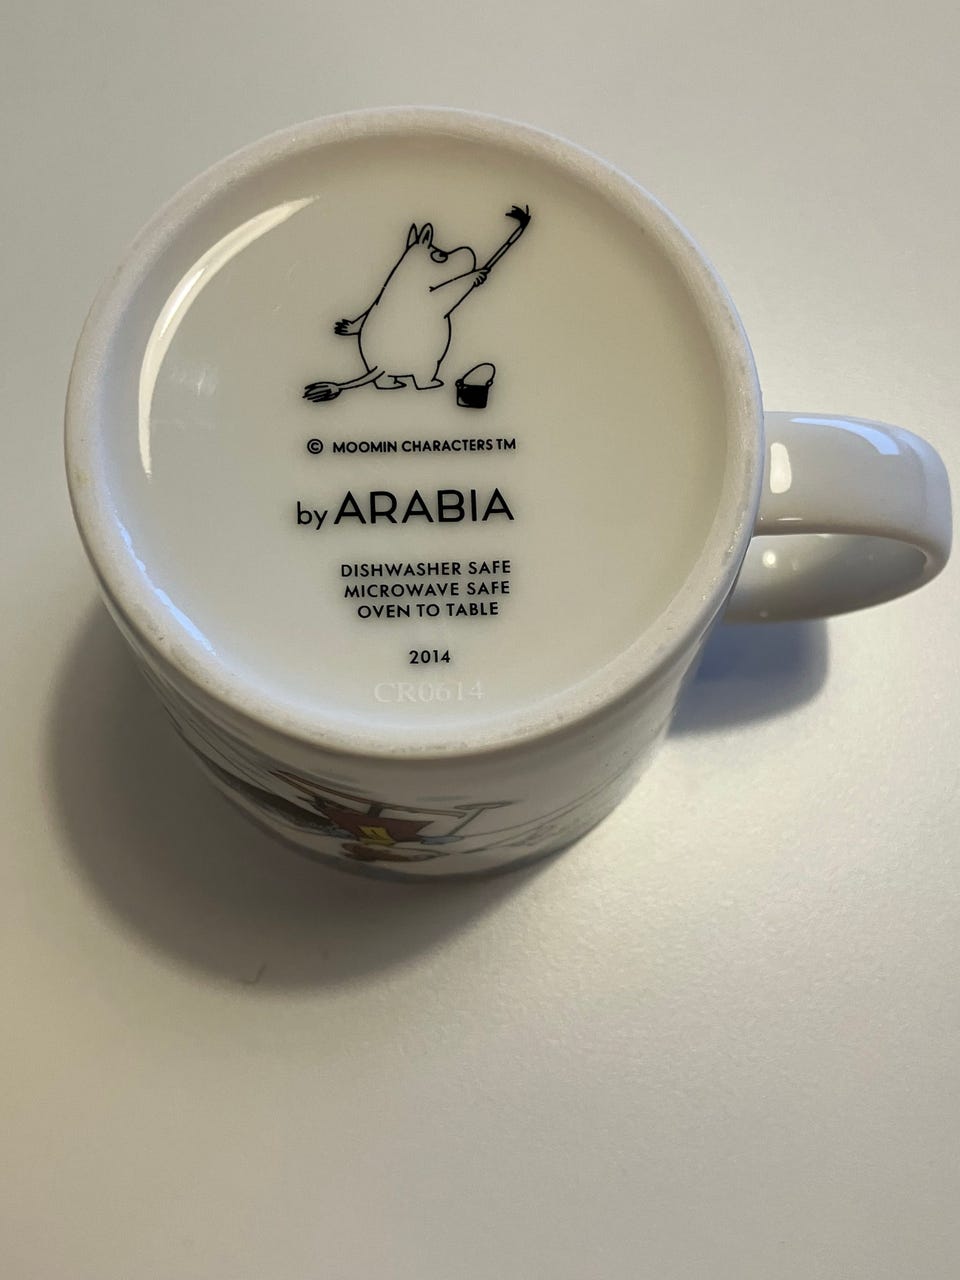 © MOOMIN CHARACTERS TM
by ARABIA
DISHWASHER SAFE
MICROWAVE SAFE
OVEN TO TABLE
2014
CR0614